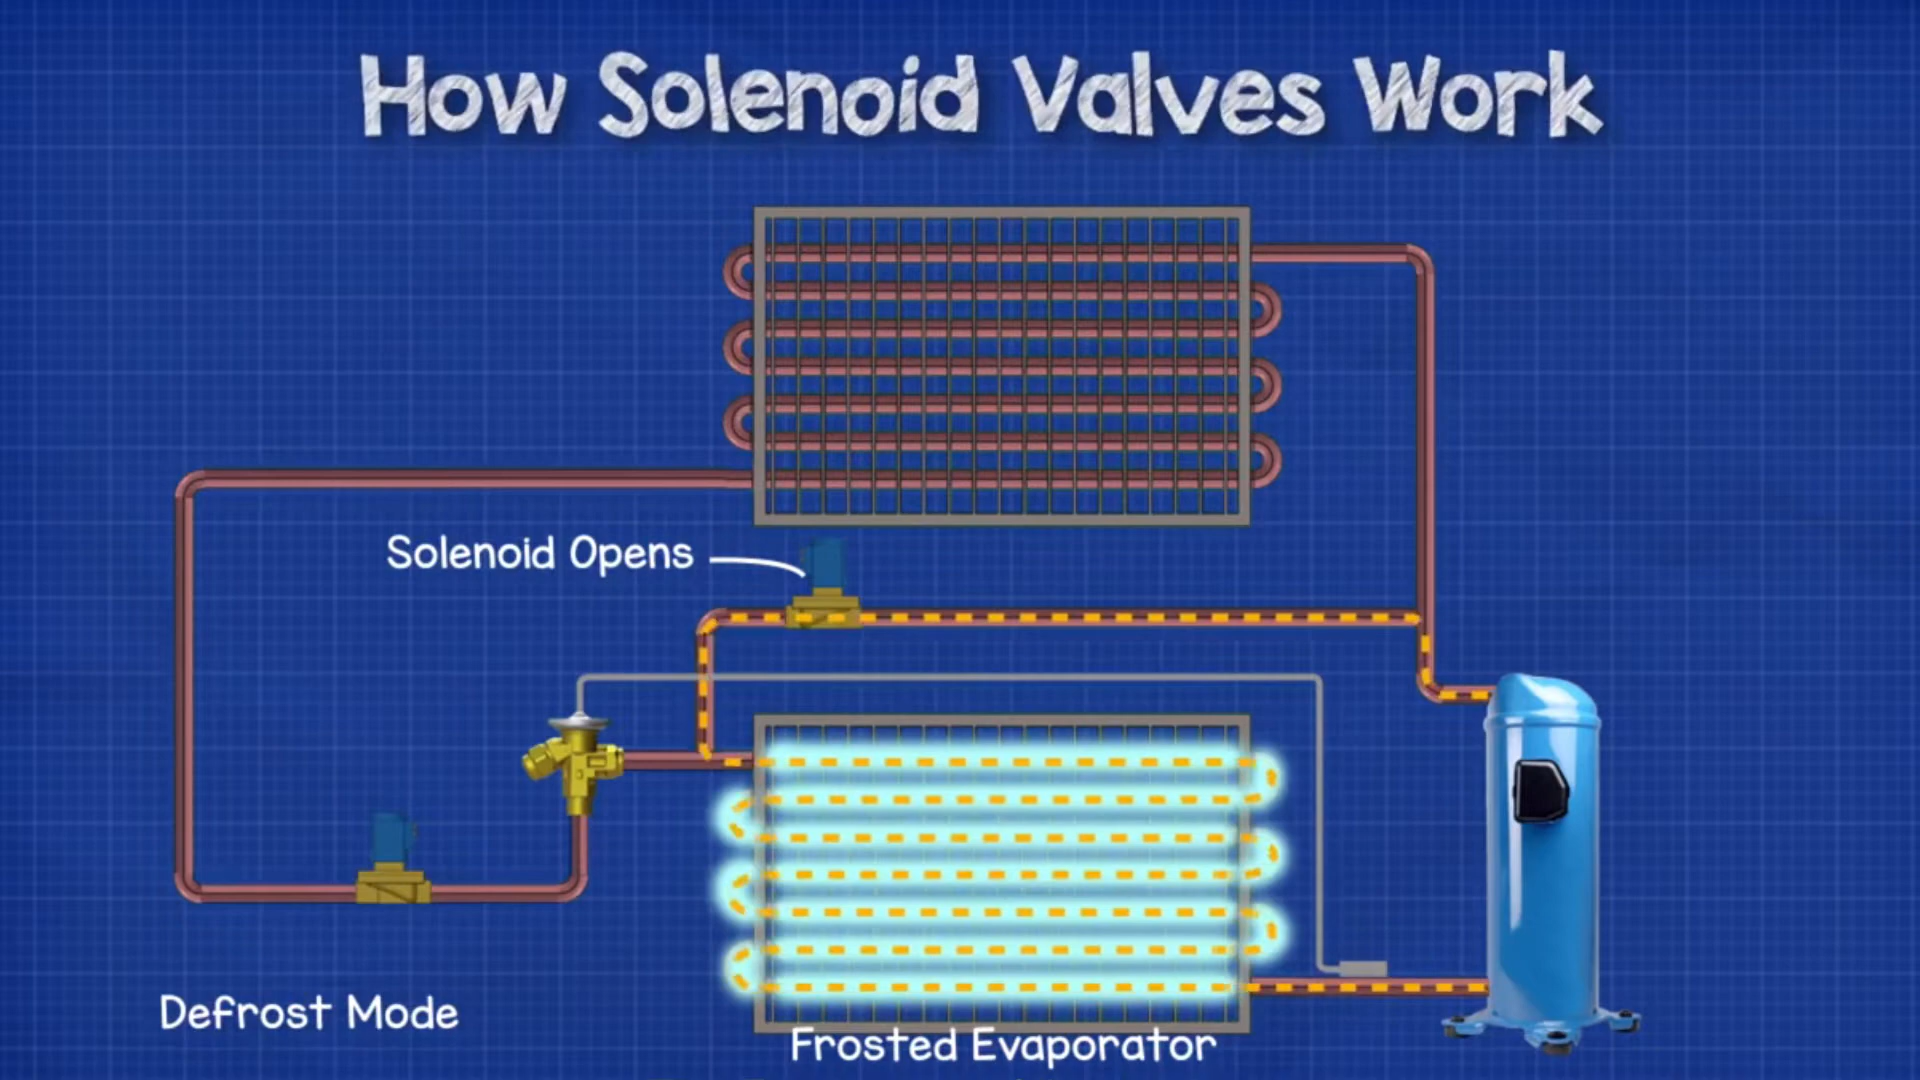 How Solenoid Valves Work
Solenoid Opens
Defrost Mode
Frosted Evaporator